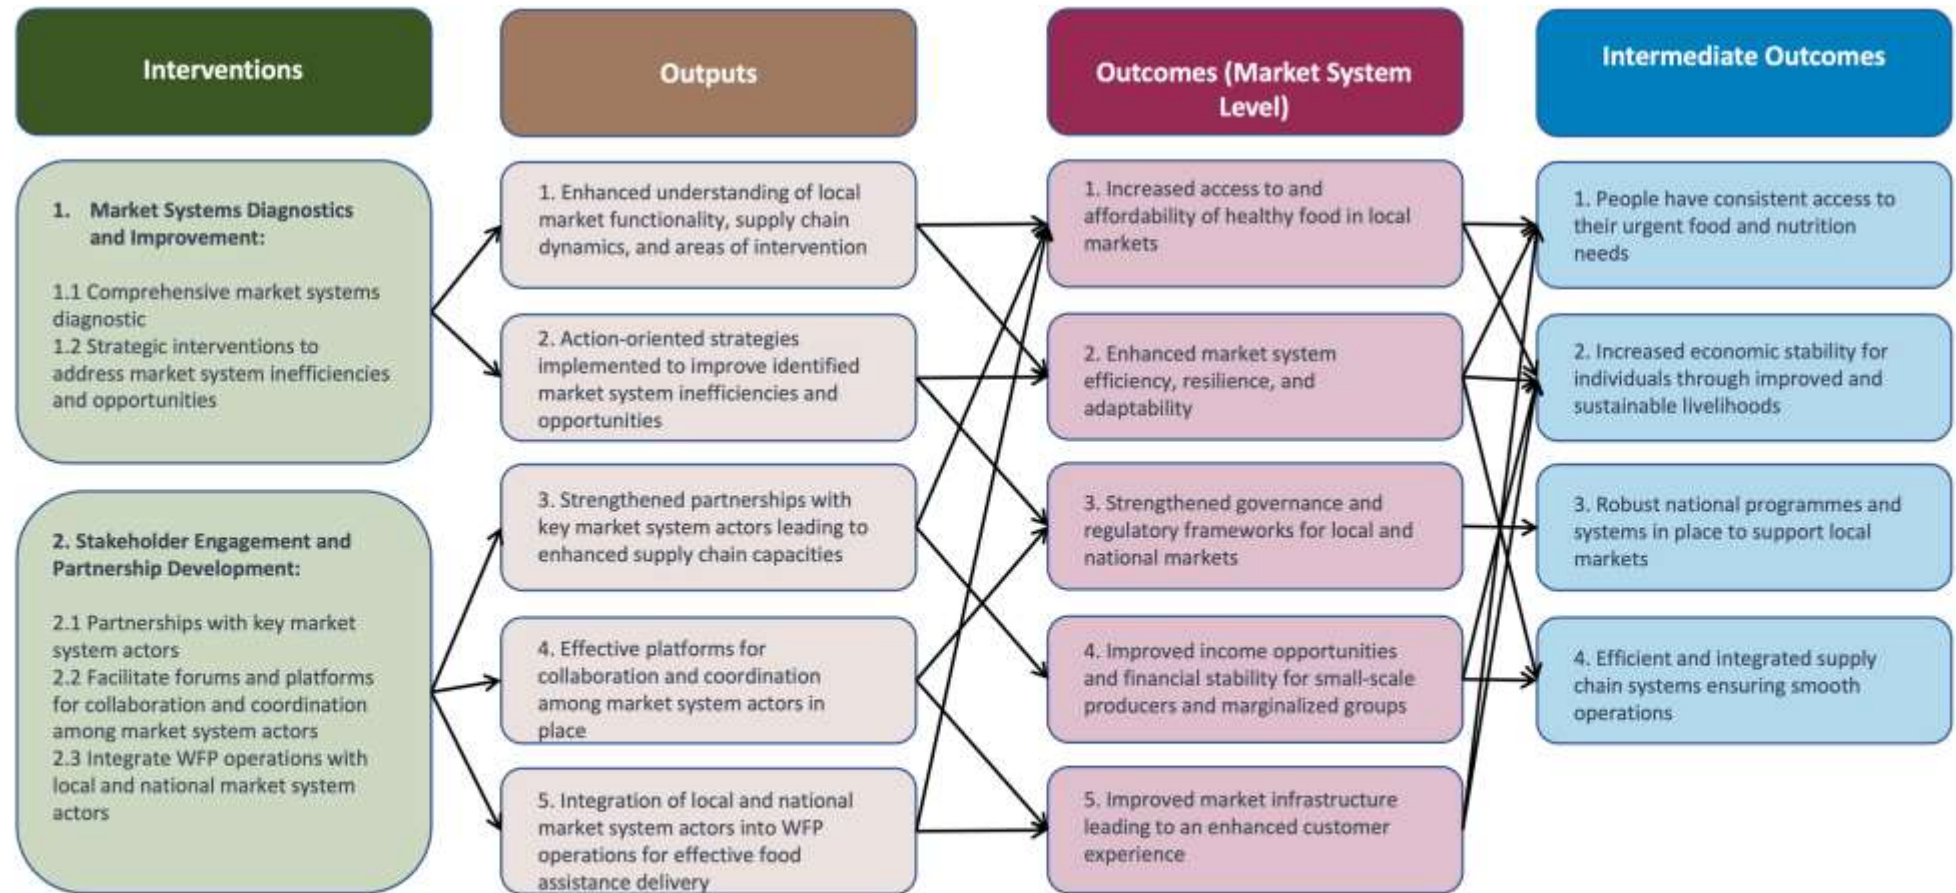 Interventions
Outputs
Outcomes (Market System
Level)
Intermediate Outcomes
1. Market Systems Diagnostics
and Improvement:
1.1 Comprehensive market systems
diagnostic
1.2 Strategic interventions to
address market system inefficiencies
and opportunities
2. Stakeholder Engagement and
Partnership Development:
2.1 Partnerships with key market
system actors
2.2 Facilitate forums and platforms
for collaboration and coordination
among market system actors
2.3 Integrate WFP operations with
local and national market system
actors
1. Enhanced understanding of local
market functionality, supply chain
dynamics, and areas of intervention
2. Action-oriented strategies
implemented to improve identified
market system inefficiencies and
opportunities
3. Strengthened partnerships with
key market system actors leading to
enhanced supply chain capacities
4. Effective platforms for
collaboration and coordination
among market system actors in
place
5. Integration of local and national
market system actors into WFP
operations for effective food
assistance delivery
1. Increased access to and
affordability of healthy food in local
markets
2. Enhanced market system
efficiency, resilience, and
adaptability
3. Strengthened governance and
regulatory frameworks for local and
national markets
4. Improved income opportunities
and financial stability for small-scale
producers and marginalized groups
5. Improved market infrastructure
leading to an enhanced customer
experience
1. People have consistent access to
their urgent food and nutrition
needs
2. Increased economic stability for
individuals through improved and
sustainable livelihoods
3. Robust national programmes and
systems in place to support local
markets
4. Efficient and integrated supply
chain systems ensuring smooth
operations